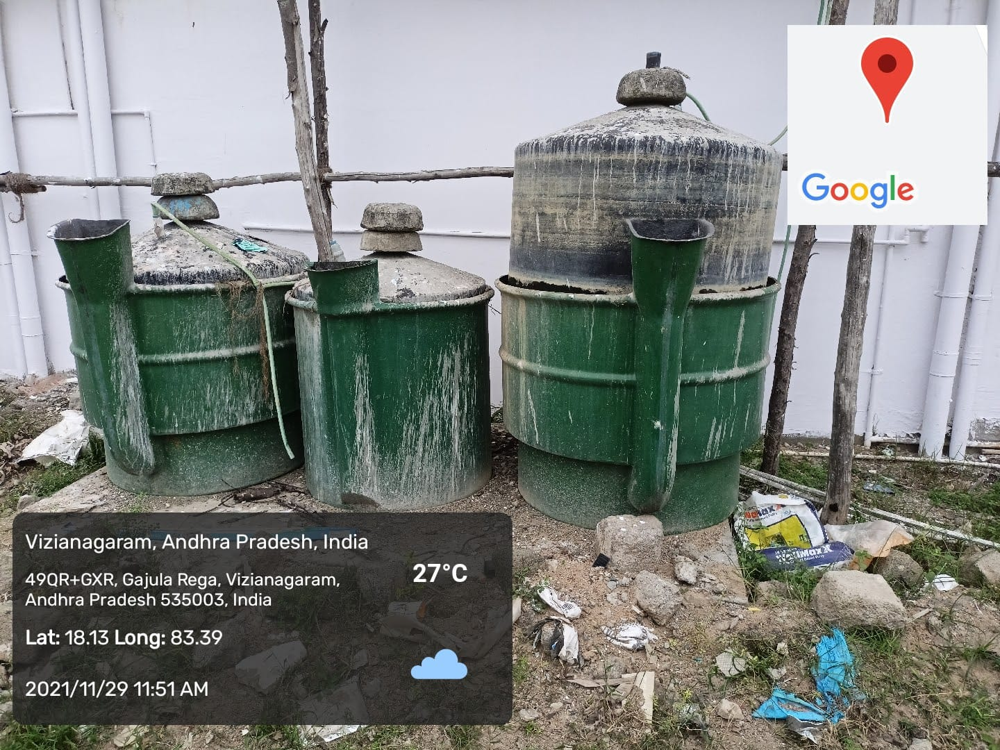 Google
Vizianagaram, Andhra Pradesh, India
49QR+GXR, Gajula Rega, Vizianagaram,
Andhra Pradesh 535003, India
27°C
Lat: 18.13 Long: 83.39
2021/11/29 11:51 AM
WallMaxX